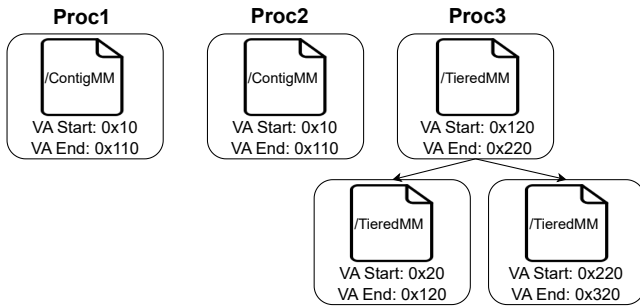 Proc1
Proc2
Proc3
/ContigMM
VA Start: 0x10
VA End: 0x110
/ContigMM
VA Start: 0x10
VA End: 0x110
/TieredMM
VA Start: 0x120
VA End: 0x220
/TieredMM
VA Start: 0x20
VA End: 0x120
/TieredMM
VA Start: 0x220
VA End: 0x320